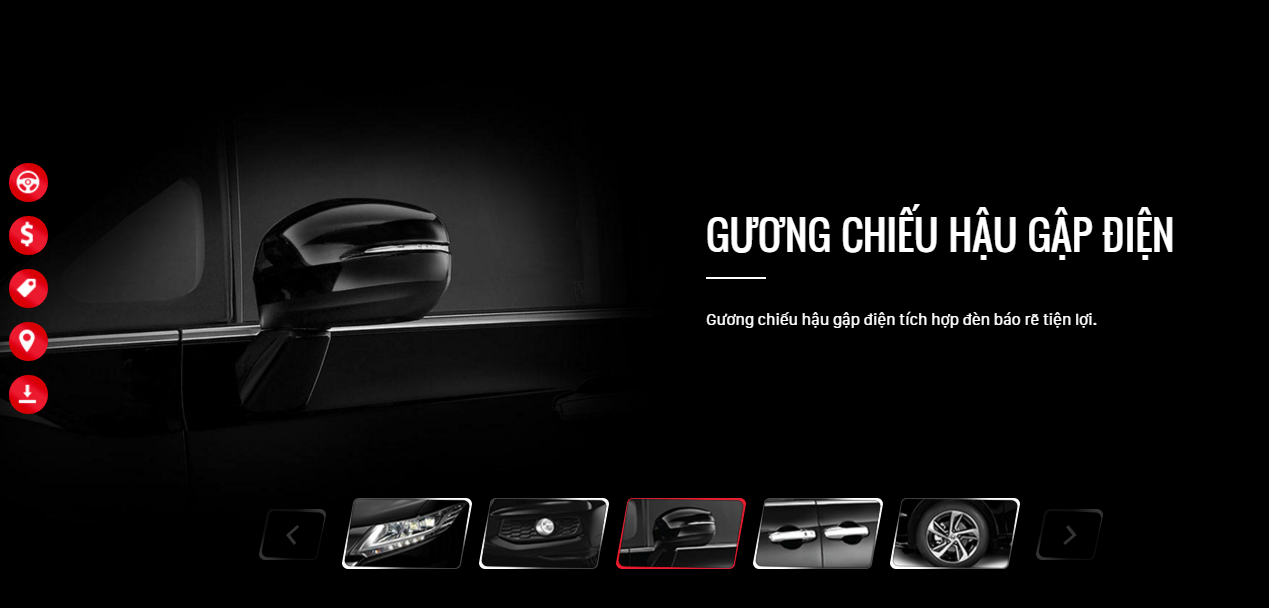 GƯƠNG CHIẾU HẬU GẬP ĐIỆN
Gương chiếu hậu gập điện tích hợp đèn báo rẽ tiện lợi.